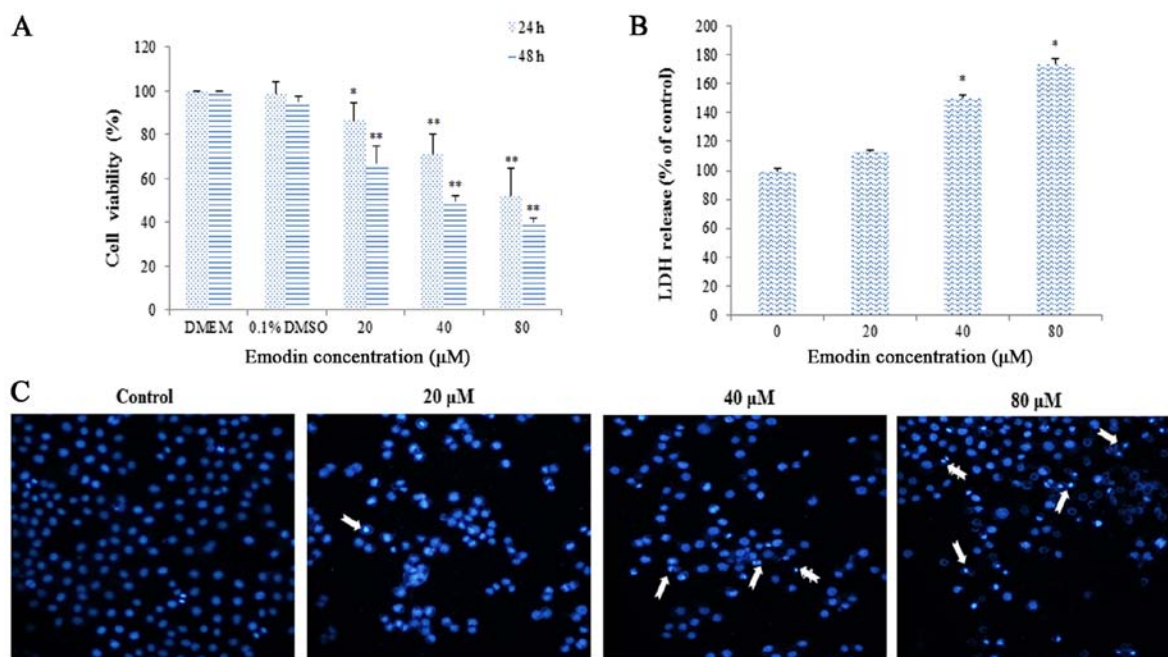 A
24 h
48 h
120
100
80
60
40
20
0
Cell viability (%)
*
**
**
**
**
**
DMEM
0.1% DMSO
20
40
80
Emodin concentration (μM)
B
200
180
160
140
120
100
80
60
40
20
0
LDH release (% of control)
*
*
0
20
40
80
Emodin concentration (μM)
C
Control
20 μM
40 μM
80 μM